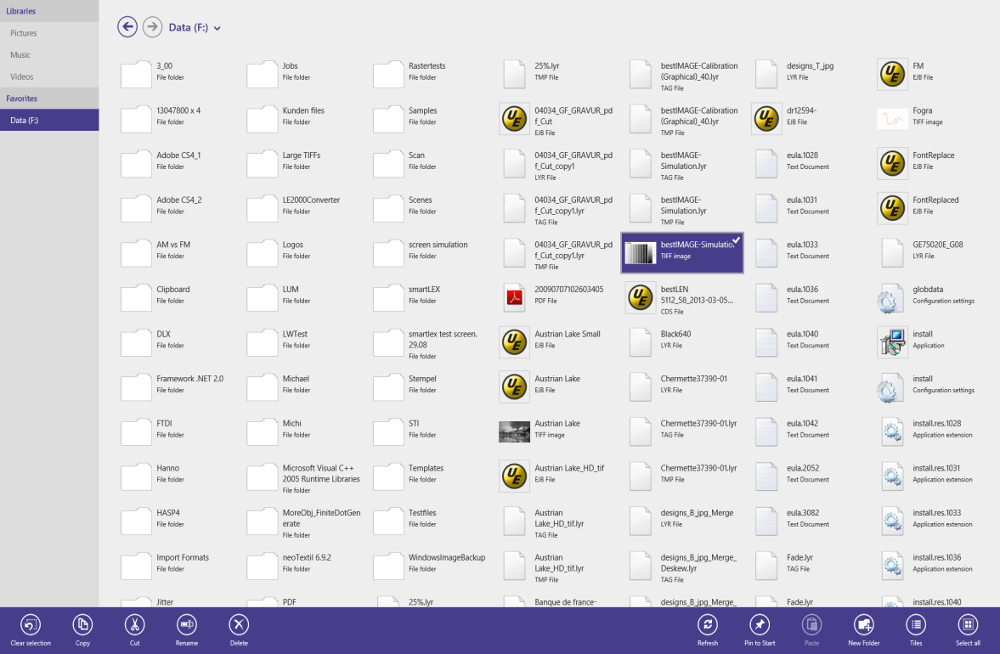 Libraries
Pictures
Music
Videos
Favorites
Data (F:)
Data (F:)
3_00
File folder
13047800 x 4
File folder
Adobe CS4_1
File folder
Adobe CS4_2
File folder
AM vs FM
File folder
Clipboard
File folder
DLX
File folder
Framework .NET 2.0
File folder
FTDI
File folder
Hanno
File folder
HASP4
File folder
Import Formats
File folder
Jitter
Jobs
File folder
Kunden files
File folder
Large TIFFs
File folder
LE2000Converter
File folder
Logos
File folder
LUM
File folder
LWTest
File folder
Michael
File folder
Michi
File folder
Microsoft Visual C++
2005 Runtime Libraries
File folder
MoreObj_FiniteDotGen
erate
File folder
neoTextil 6.9.2
File folder
PDF
Rastertests
File folder
Samples
File folder
Scan
File folder
Scenes
File folder
screen simulation
File folder
smartLEX
File folder
smartlex test screen.
29.08
File folder
Stempel
File folder
STI
File folder
Templates
File folder
Testfiles
File folder
WindowsImageBackup
File folder
25%.lyr
25%.lyr
TMP File
04034_GF_GRAVUR_pd
f_Cut
EJB File
04034_GF_GRAVUR_pd
f_Cut_copy1
LYR File
04034_GF_GRAVUR_pd
f_Cut_copy1.lyr
TAG File
04034_GF_GRAVUR_pd
f_Cut_copy1.lyr
TMP File
20090707102603405
PDF File
Austrian Lake Small
EJB File
Austrian Lake
EJB File
Austrian Lake
TIFF image
Austrian Lake_HD_tif
EJB File
Austrian
Lake_HD_tif.lyr
TAG File
Austrian
Lake_HD_tif.lyr
TMP File
Banque de france-
bestIMAGE-Calibration
(Graphical)_40.lyr
TAG File
bestIMAGE-Calibration
(Graphical)_40.lyr
TMP File
bestIMAGE-
Simulation.lyr
TAG File
bestIMAGE-
Simulation.lyr
TMP File
bestIMAGE-Simulation
TIFF image
bestLEN
5112_58_2013-03-05...
CDS File
Black640
LYR File
Chermette37390-01
LYR File
Chermette37390-01.lyr
TAG File
Chermette37390-01.lyr
TMP File
designs_B_jpg_Merge
LYR File
designs_B_jpg_Merge_
Deskew.lyr
TAG File
designs_B_jpg_Merge_
designs_T_jpg
LYR File
dr12594-
EJB File
eula.1028
Text Document
eula.1031
Text Document
eula.1033
Text Document
eula.1036
Text Document
eula.1040
Text Document
eula.1041
Text Document
eula.1042
Text Document
eula.2052
Text Document
eula.3082
Text Document
Fade.lyr
TAG File
Fade.lyr
FM
EJB File
Fogra
TIFF image
FontReplace
EJB File
FontReplaced
EJB File
GE75020E_G08
LYR File
globdata
Configuration settings
install
Application
install
Configuration settings
install.res.1028
Application extension
install.res.1031
Application extension
install.res.1033
Application extension
install.res.1036
Application extension
install.res.1040
Clear selection
Copy
Cut
Rename
Delete
Refresh
Pin to Start
Paste
New Folder
Tiles
Select all